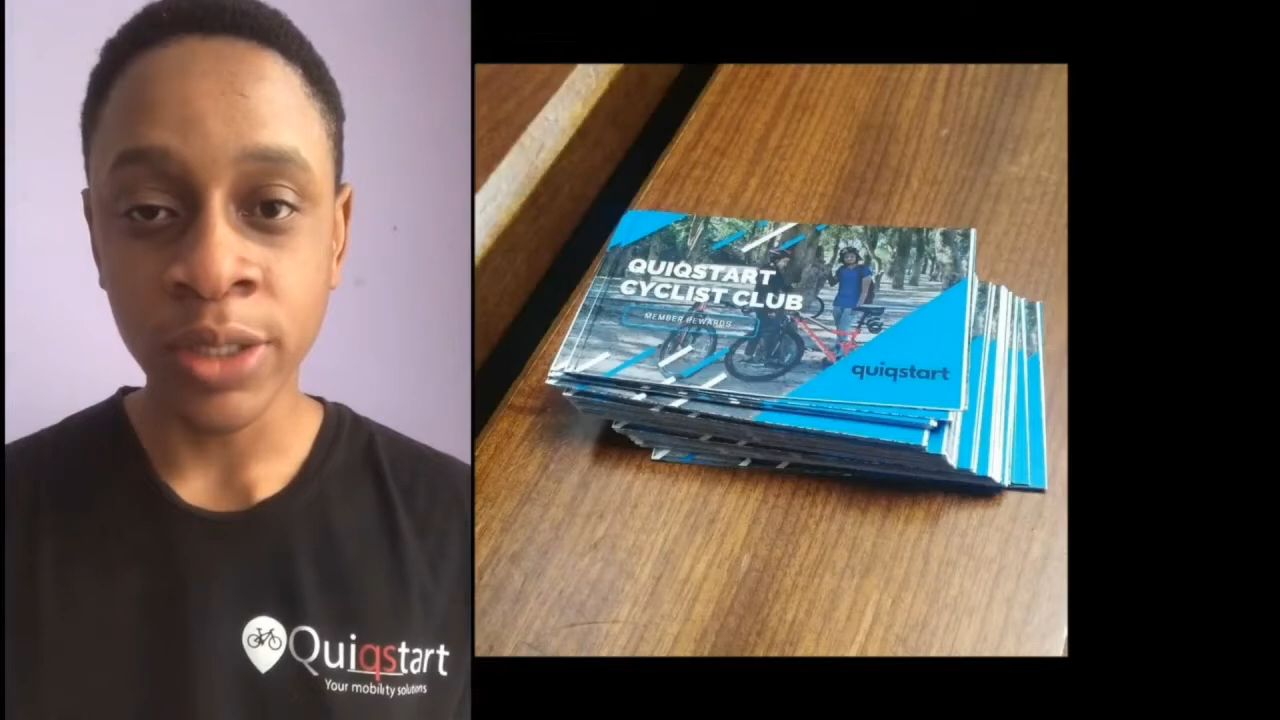 Quiqstart
Your mobility solutions
QUIQSTART
CYCLIST CLUB
MEMBER REWARDS
quiqstart